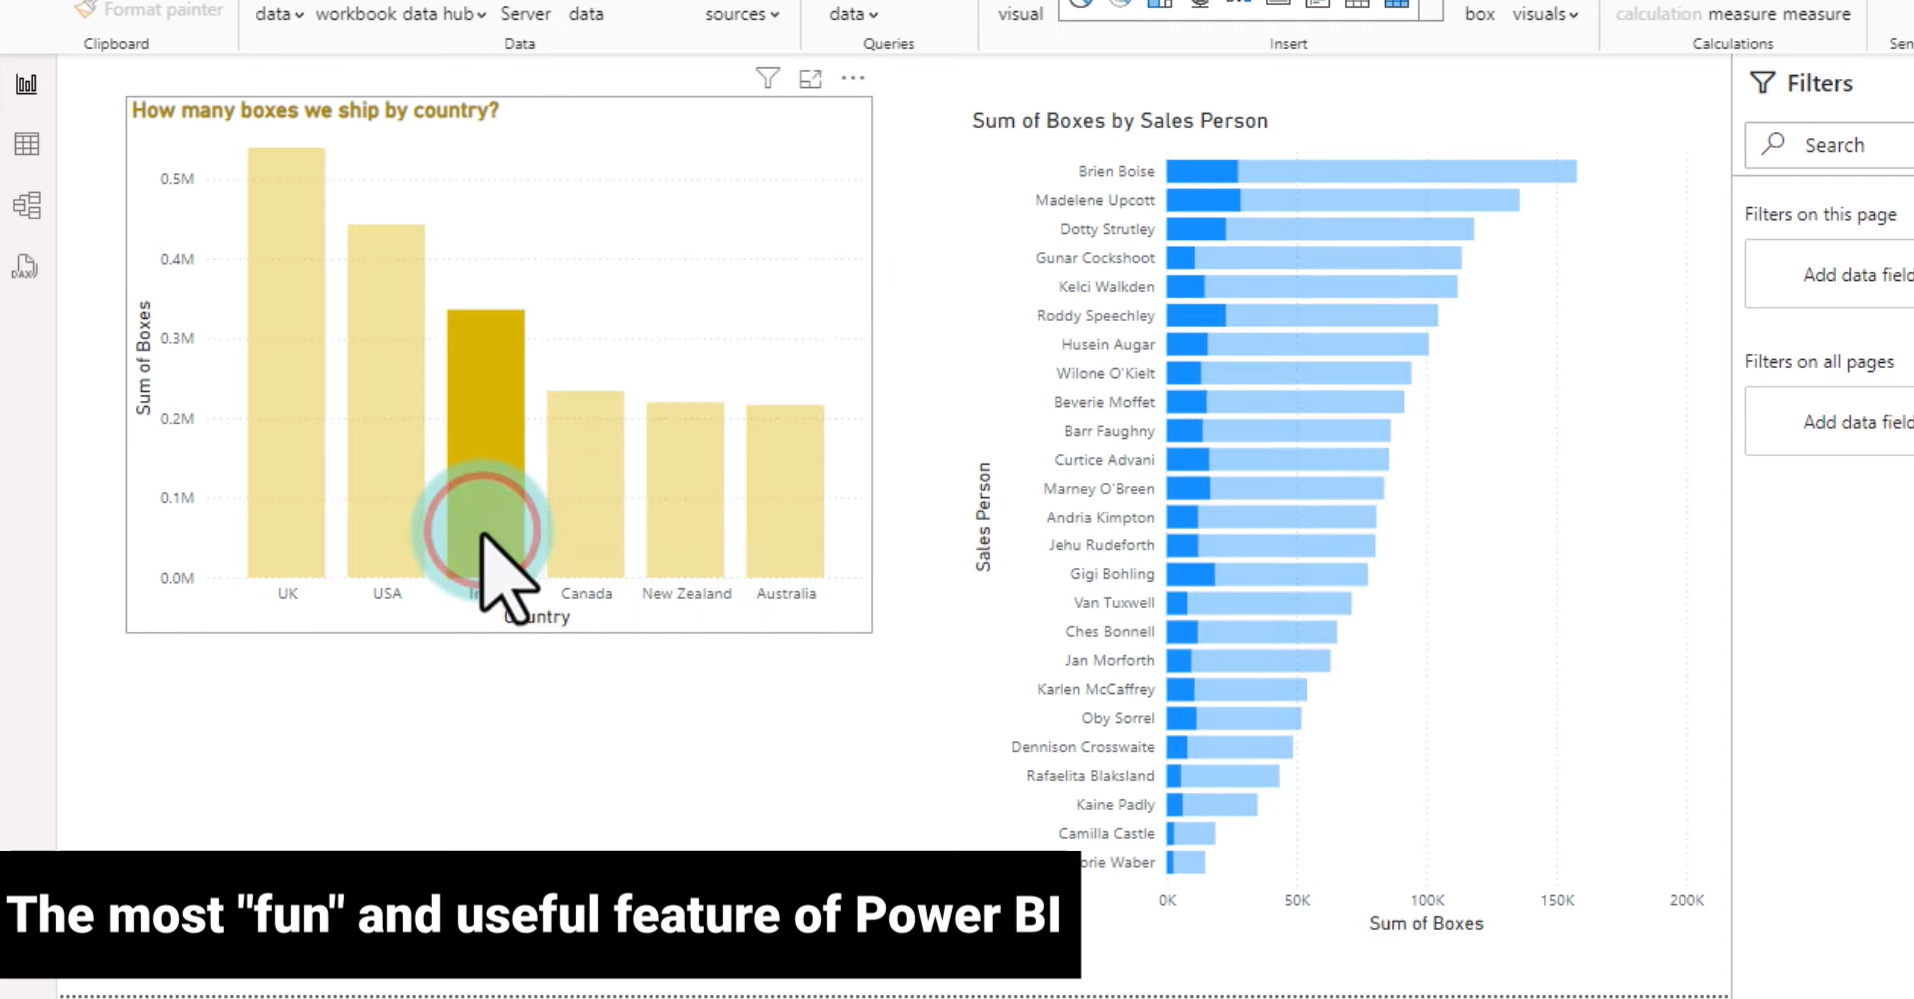 Format painter
data workbook data hub Server data sources data visual box visuals calculation measure measure
Clipboard Data Queries Insert Calculations
How many boxes we ship by country?
0.5M
0.4M
0.3M
0.2M
0.1M
0.0M
Sum of Boxes
UK USA Canada New Zealand Australia
Sum of Boxes by Sales Person
Sales Person
Brien Boise
Madelene Upcott
Dotty Strutley
Gunar Cockshoot
Kelci Walkden
Roddy Speechley
Husein Augar
Wilone O'Kielt
Beverie Moffet
Barr Faughny
Curtice Advani
Marney O'Breen
Andria Kimpton
Jehu Rudeforth
Gigi Bohling
Van Tuxwell
Ches Bonnell
Jan Morforth
Karlen McCaffrey
Oby Sorrel
Dennison Crosswaite
Rafaelita Blaksland
Kaine Padly
Camilla Castle
Waber
0K 50K 100K 150K 200K
Sum of Boxes
Filters
Search
Filters on this page
Add data field
Filters on all pages
Add data field
DAX
The most "fun" and useful feature of Power BI